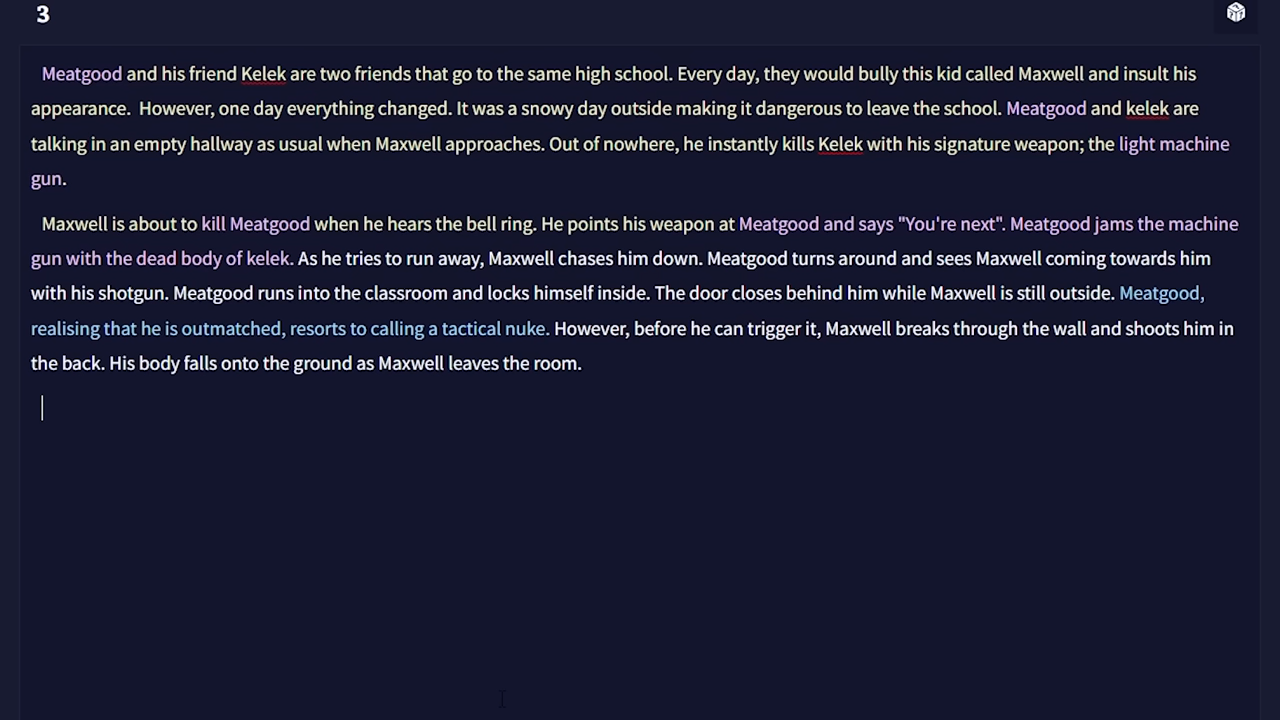 3
Meatgood and his friend Kelek are two friends that go to the same high school. Every day, they would bully this kid called Maxwell and insult his
appearance.  However, one day everything changed. It was a snowy day outside making it dangerous to leave the school. Meatgood and kelek are
talking in an empty hallway as usual when Maxwell approaches. Out of nowhere, he instantly kills Kelek with his signature weapon; the light machine
gun.
Maxwell is about to kill Meatgood when he hears the bell ring. He points his weapon at Meatgood and says "You're next". Meatgood jams the machine
gun with the dead body of kelek. As he tries to run away, Maxwell chases him down. Meatgood turns around and sees Maxwell coming towards him
with his shotgun. Meatgood runs into the classroom and locks himself inside. The door closes behind him while Maxwell is still outside. Meatgood,
realising that he is outmatched, resorts to calling a tactical nuke. However, before he can trigger it, Maxwell breaks through the wall and shoots him in
the back. His body falls onto the ground as Maxwell leaves the room.